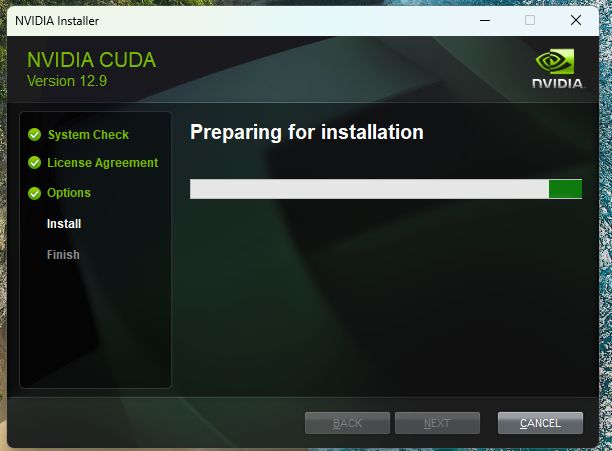 NVIDIA Installer
NVIDIA CUDA
Version 12.9
NVIDIA.
System Check
License Agreement
Options
Install
Finish
Preparing for installation
BACK
NEXT
CANCEL